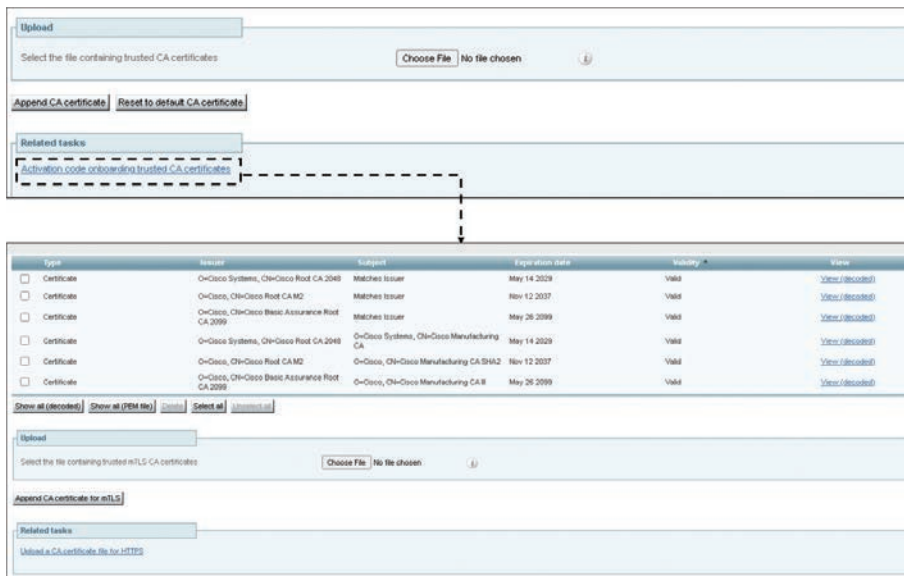 Upload
Select the file containing trusted CA certificates Choose File No file chosen i
Append CA certificate Reset to default CA certificate
Related tasks
Activation code onboarding trusted CA certificates
Type Issuer Subject Expiration date Validity View
Certificate O=Cisco Systems, CN=Cisco Root CA 2048 Matches Issuer May 14 2029 Valid View (decoded)
Certificate O=Cisco, CN=Cisco Root CA M2 Matches Issuer Nov 12 2037 Valid View (decoded)
Certificate O=Cisco, CN=Cisco Basic Assurance Root CA 2099 Matches Issuer May 26 2099 Valid View (decoded)
Certificate O=Cisco Systems, CN=Cisco Root CA 2048 O=Cisco Systems, CN=Cisco Manufacturing CA May 14 2029 Valid View (decoded)
Certificate O=Cisco, CN=Cisco Root CA M2 O=Cisco, CN=Cisco Manufacturing CA SHA2 Nov 12 2037 Valid View (decoded)
Certificate O=Cisco, CN=Cisco Basic Assurance Root CA 2099 O=Cisco, CN=Cisco Manufacturing CA III May 26 2099 Valid View (decoded)
Show all (decoded) Show all (PEM file) Delete Select all Unselect all
Upload
Select the file containing trusted mTLS CA certificates Choose File No file chosen i
Append CA certificate for mTLS
Related tasks
Upload a CA certificate file for HTTPS